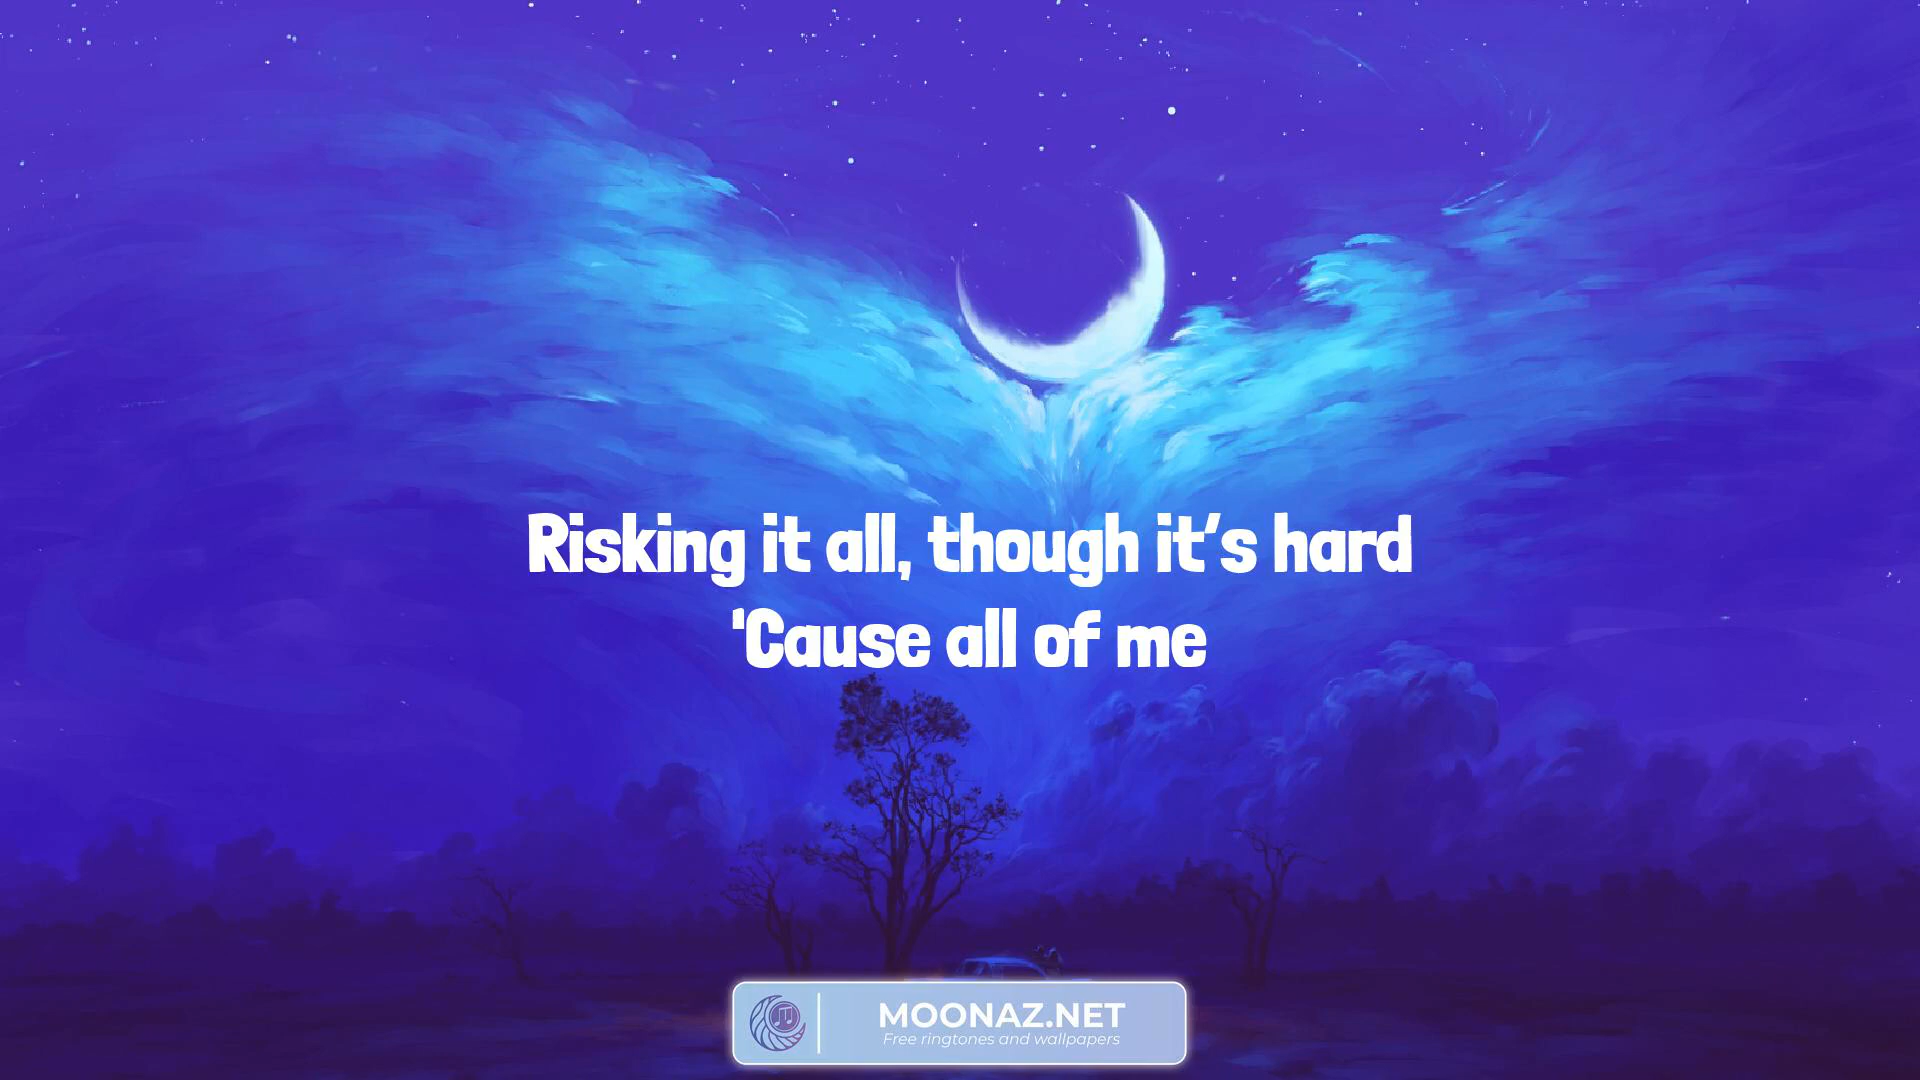 Risking it all, though it’s hard
'Cause all of me
MOONAZ.NET
Free ringtones and wallpapers